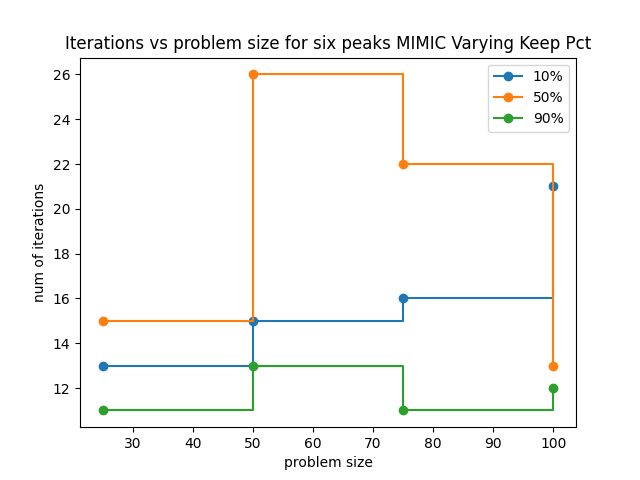 Iterations vs problem size for six peaks MIMIC Varying Keep Pct
10%
50%
90%
26
24
22
20
18
16
14
12
num of iterations
30 40 50 60 70 80 90 100
problem size